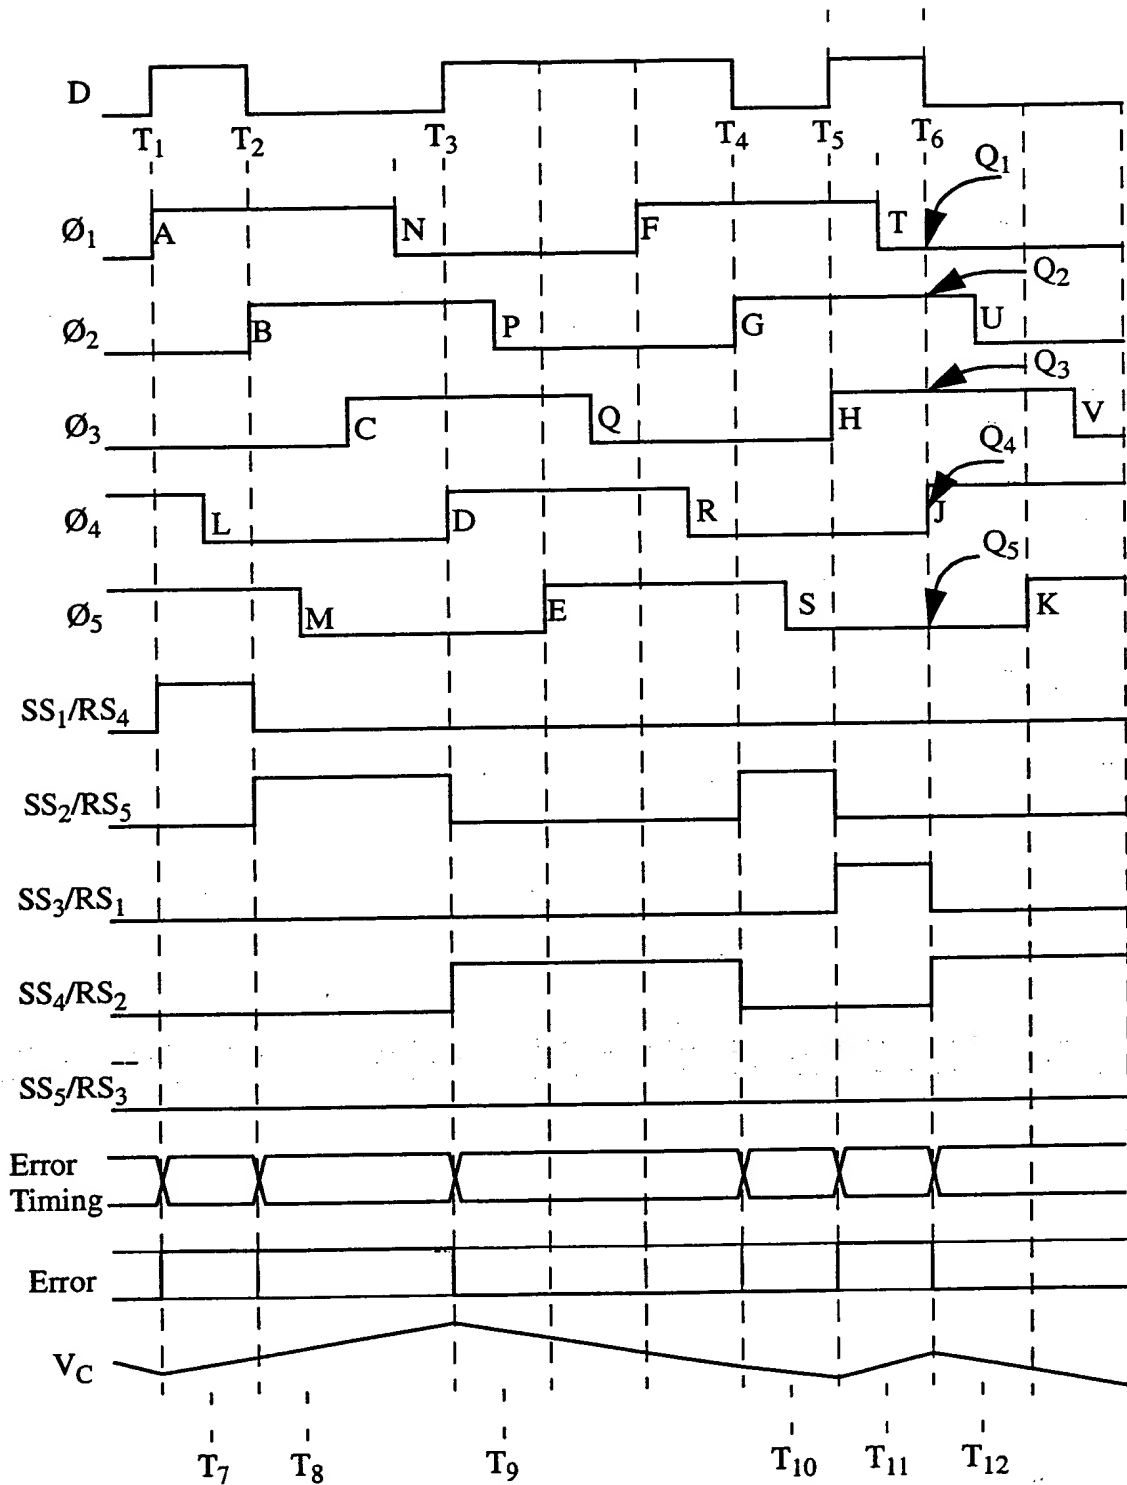 D
T₁ T₂ T₃ T₄ T₅ T₆
Q₁
Ø₁ A N F T
Q₂
Ø₂ B P G U
Q₃
Ø₃ C Q H V
Q₄
Ø₄ L D R J
Q₅
Ø₅ M E S K
SS₁/RS₄
SS₂/RS₅
SS₃/RS₁
SS₄/RS₂
SS₅/RS₃
Error
Timing
Error
V_C
T₇ T₈ T₉ T₁₀ T₁₁ T₁₂